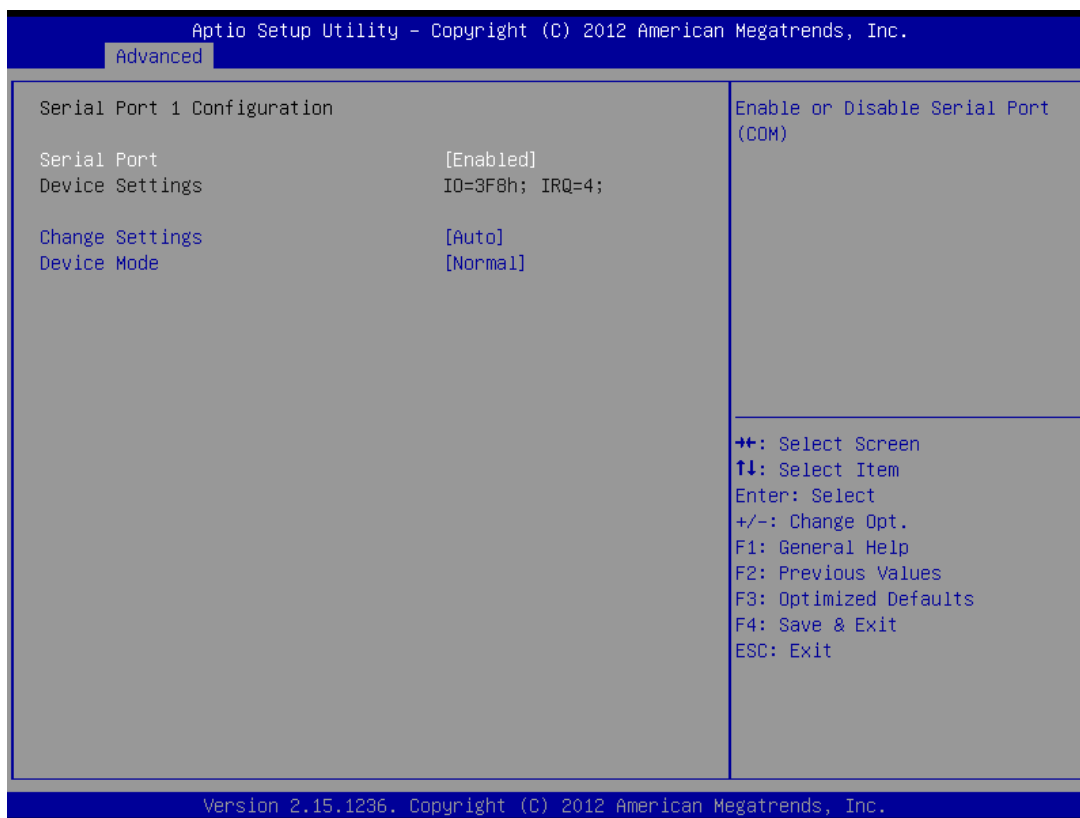 Aptio Setup Utility – Copyright (C) 2012 American Megatrends, Inc.
Advanced
Serial Port 1 Configuration
Serial Port [Enabled]
Device Settings IO=3F8h; IRQ=4;
Change Settings [Auto]
Device Mode [Normal]
Enable or Disable Serial Port
(COM)
→←: Select Screen
↑↓: Select Item
Enter: Select
+/-: Change Opt.
F1: General Help
F2: Previous Values
F3: Optimized Defaults
F4: Save & Exit
ESC: Exit
Version 2.15.1236. Copyright (C) 2012 American Megatrends, Inc.